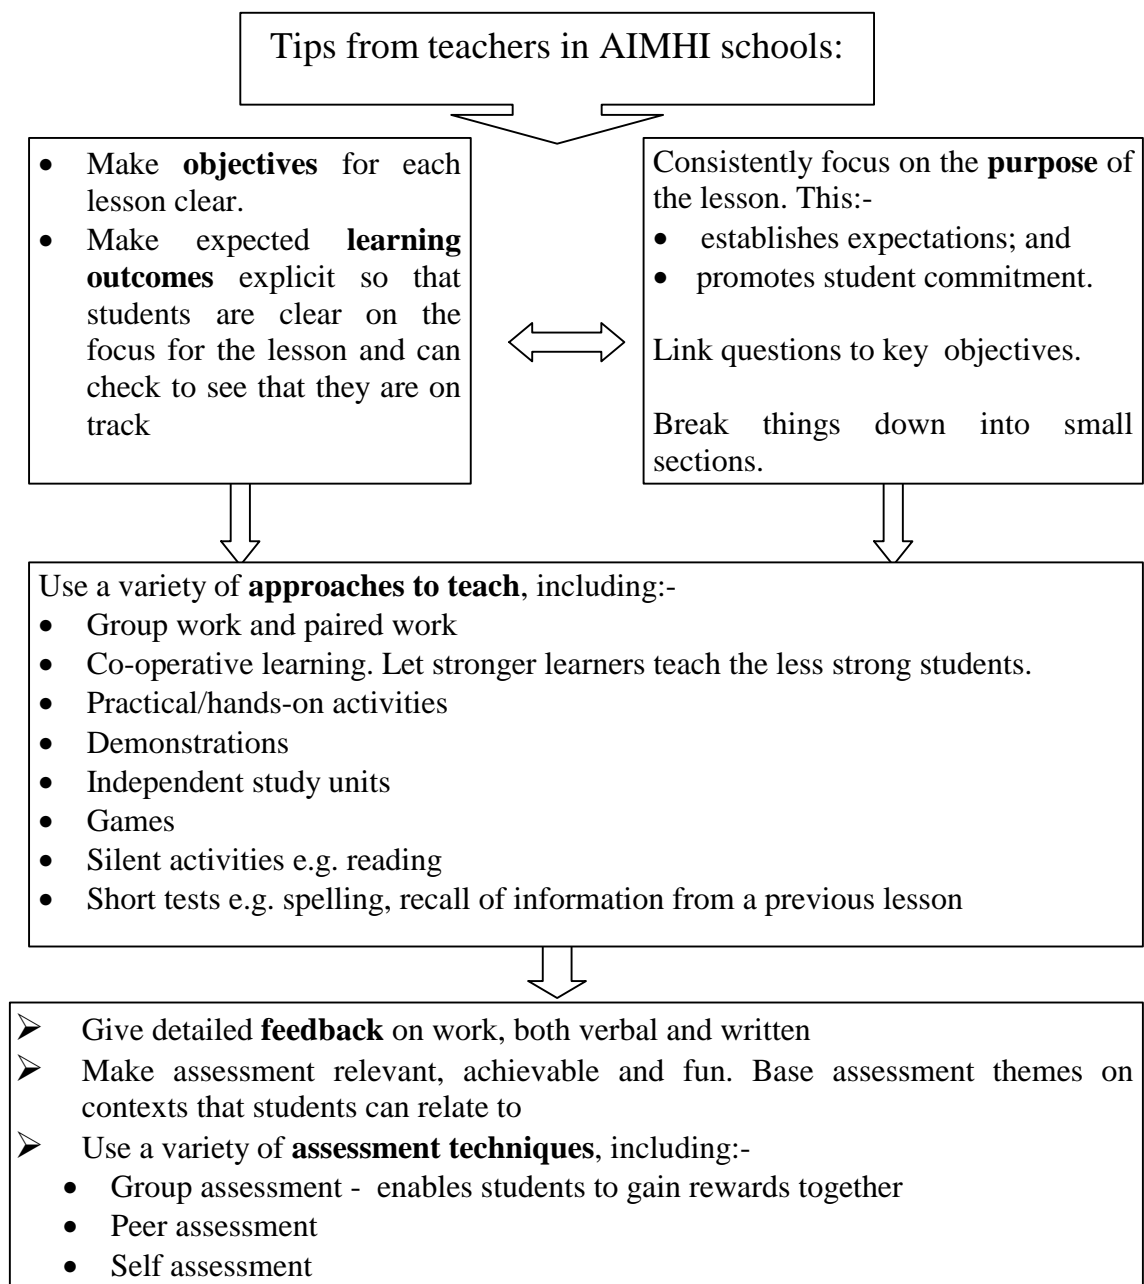 Tips from teachers in AIMHI schools:
• Make objectives for each
lesson clear.
• Make expected learning
outcomes explicit so that
students are clear on the
focus for the lesson and can
check to see that they are on
track
Consistently focus on the purpose of
the lesson. This:-
• establishes expectations; and
• promotes student commitment.
Link questions to key objectives.
Break things down into small
sections.
Use a variety of approaches to teach, including:-
• Group work and paired work
• Co-operative learning. Let stronger learners teach the less strong students.
• Practical/hands-on activities
• Demonstrations
• Independent study units
• Games
• Silent activities e.g. reading
• Short tests e.g. spelling, recall of information from a previous lesson
➢ Give detailed feedback on work, both verbal and written
➢ Make assessment relevant, achievable and fun. Base assessment themes on
contexts that students can relate to
➢ Use a variety of assessment techniques, including:-
• Group assessment - enables students to gain rewards together
• Peer assessment
• Self assessment